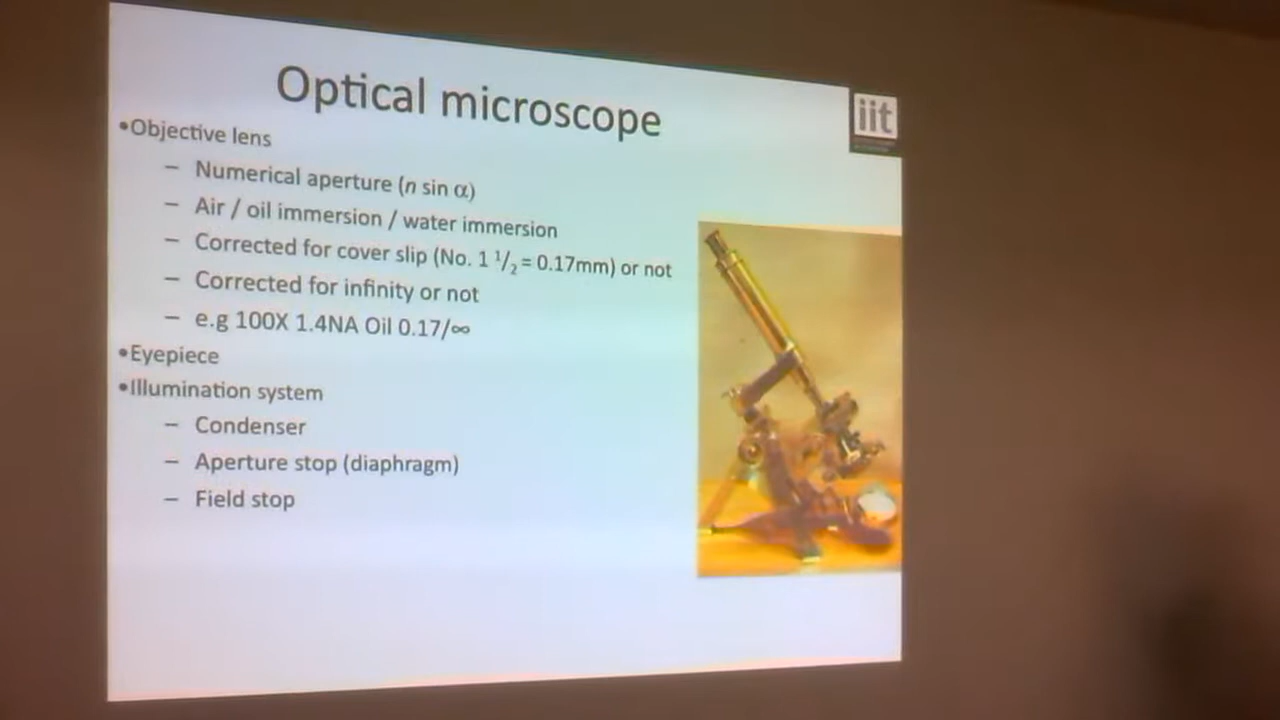 Optical microscope
iit
•Objective lens
– Numerical aperture (n sin α)
– Air / oil immersion / water immersion
– Corrected for cover slip (No. 1 1/2 = 0.17mm) or not
– Corrected for infinity or not
– e.g 100X 1.4NA Oil 0.17/∞
•Eyepiece
•Illumination system
– Condenser
– Aperture stop (diaphragm)
– Field stop